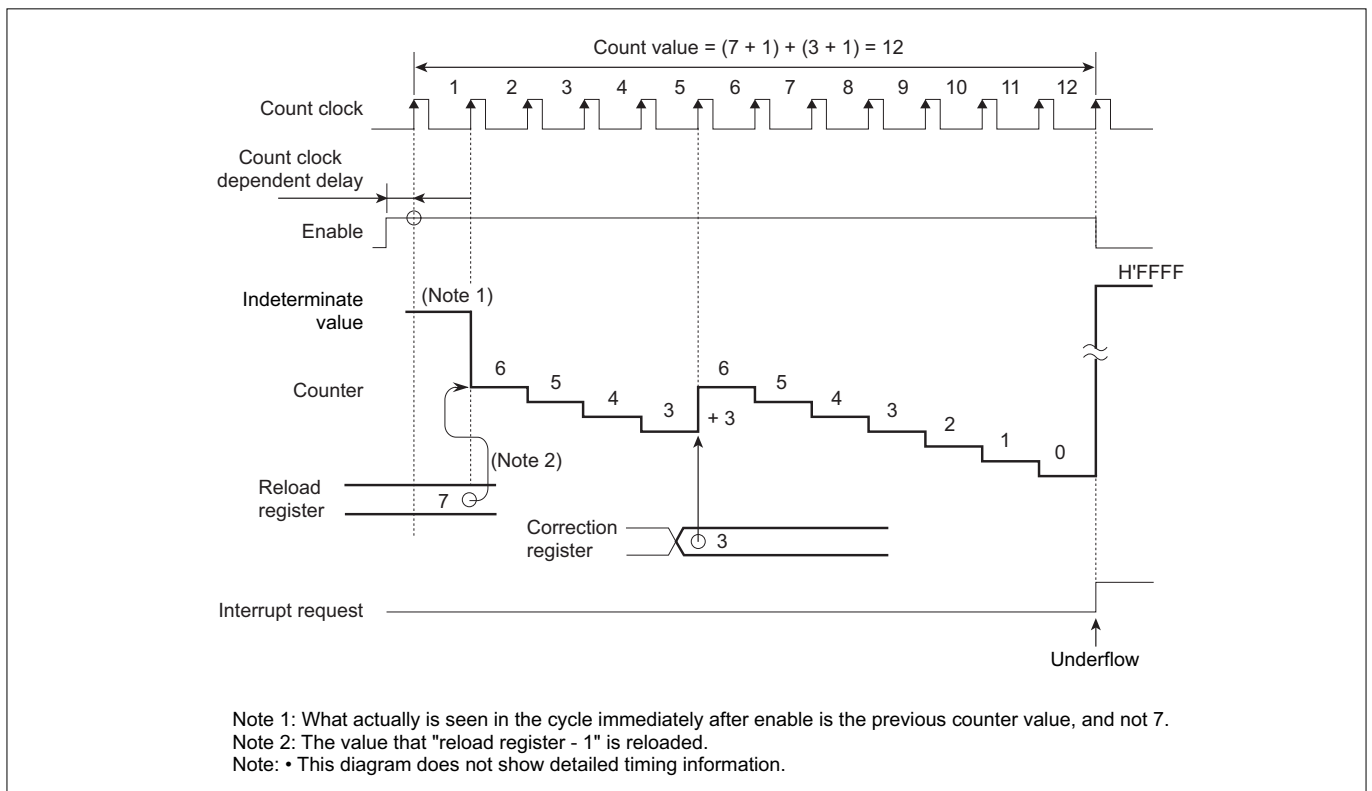 Count value = (7 + 1) + (3 + 1) = 12
1 2 3 4 5 6 7 8 9 10 11 12
Count clock
Count clock
dependent delay
Enable
H'FFFF
Indeterminate
value
(Note 1)
Counter
6 5 4 3 + 3 6 5 4 3 2 1 0
(Note 2)
Reload
register
7
Correction
register
3
Interrupt request
Underflow
Note 1: What actually is seen in the cycle immediately after enable is the previous counter value, and not 7.
Note 2: The value that "reload register - 1" is reloaded.
Note: • This diagram does not show detailed timing information.